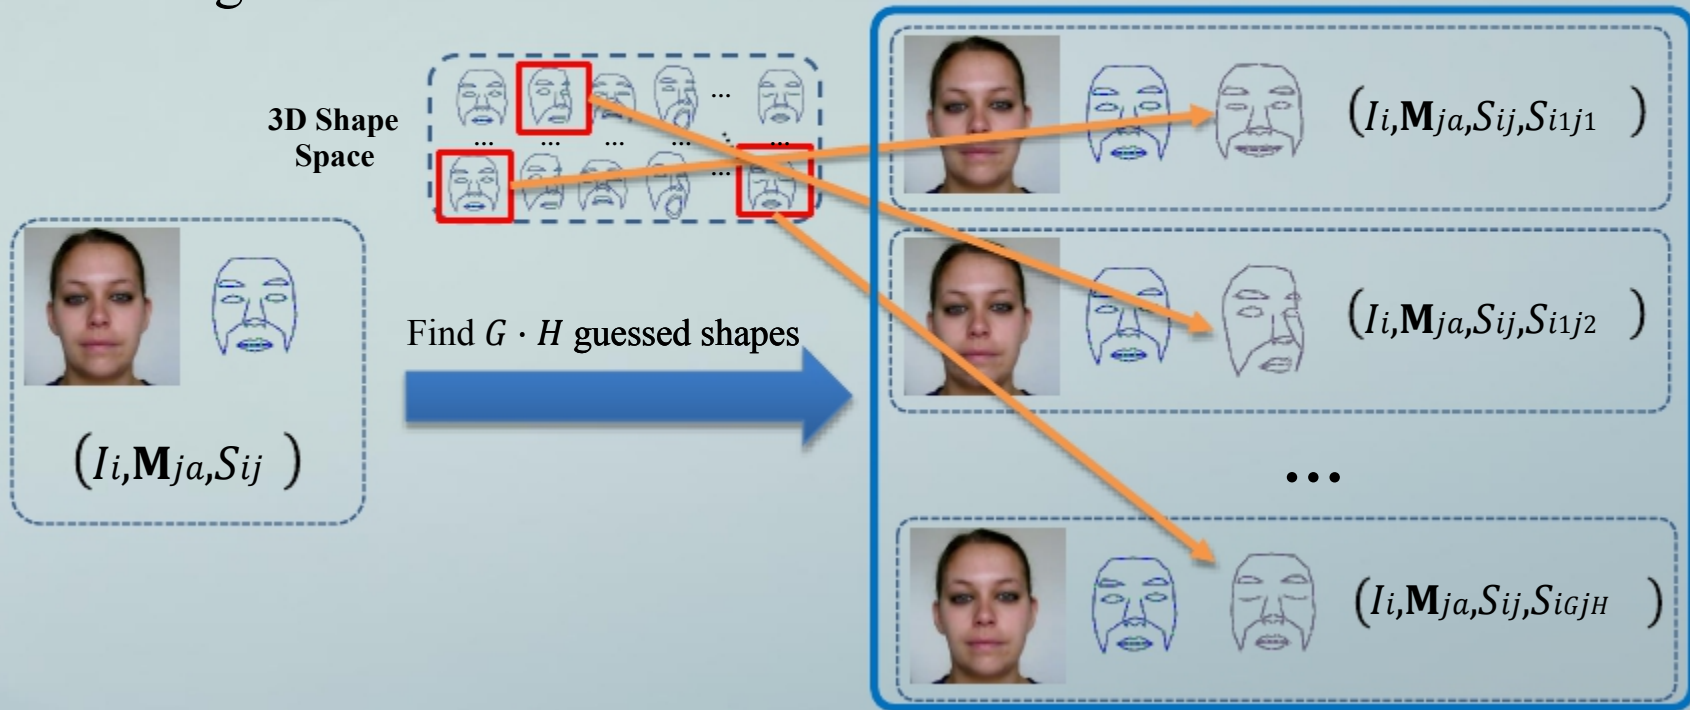 3D Shape
Space
...
... ... ... ... ...
...
Find G · H guessed shapes
(Ii,Mja,Sij )
(Ii,Mja,Sij,Si1j1 )
(Ii,Mja,Sij,Si1j2 )
...
(Ii,Mja,Sij,SiGjH )